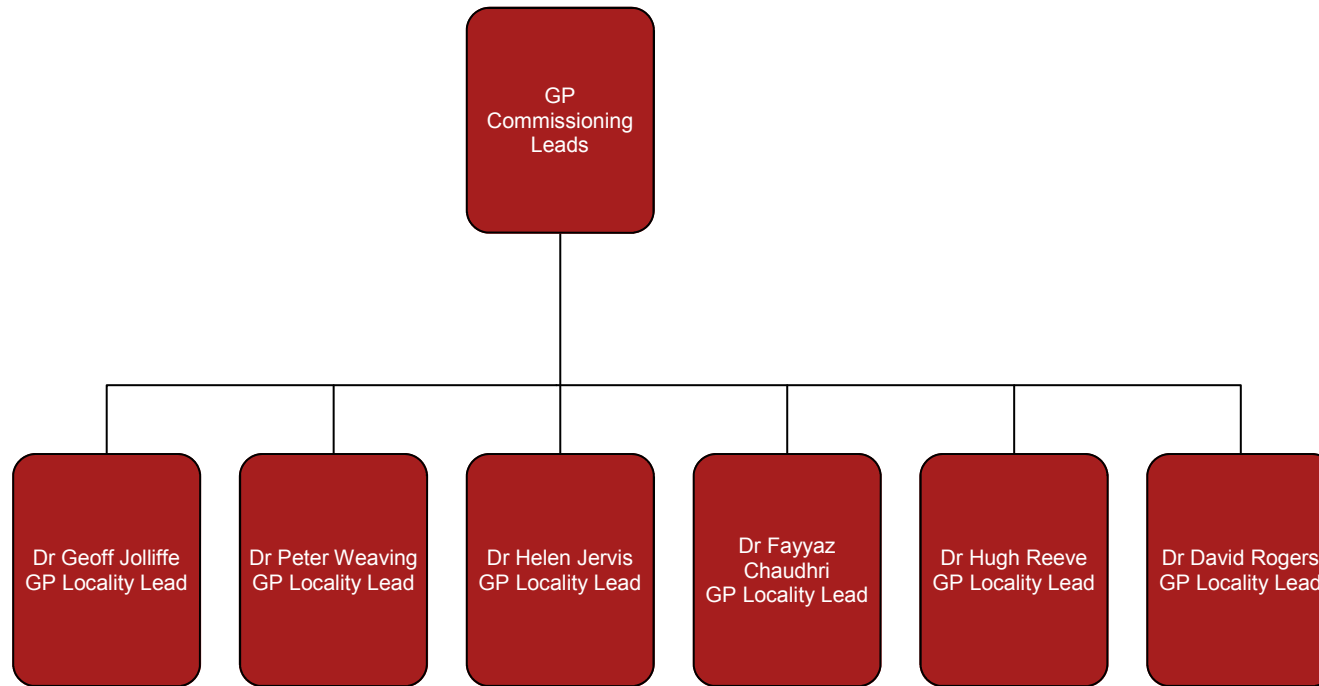 GP
Commissioning
Leads
Dr Geoff Jolliffe
GP Locality Lead
Dr Peter Weaving
GP Locality Lead
Dr Helen Jervis
GP Locality Lead
Dr Fayyaz
Chaudhri
GP Locality Lead
Dr Hugh Reeve
GP Locality Lead
Dr David Rogers
GP Locality Lead